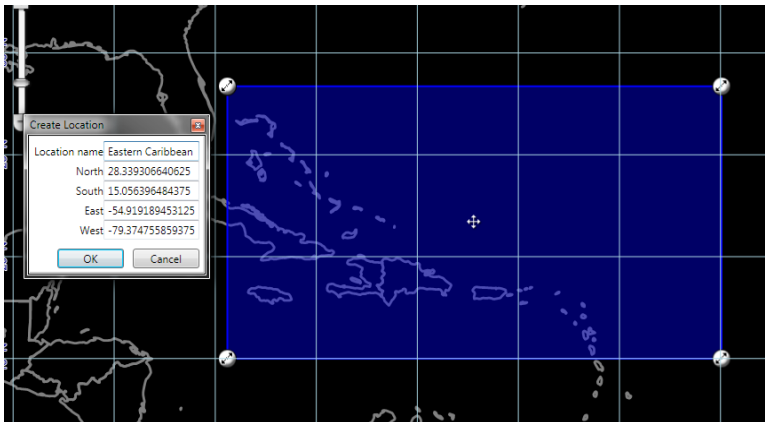 Create Location
Location name Eastern Caribbean
North 28.339306640625
South 15.056396484375
East -54.919189453125
West -79.374755859375
OK Cancel